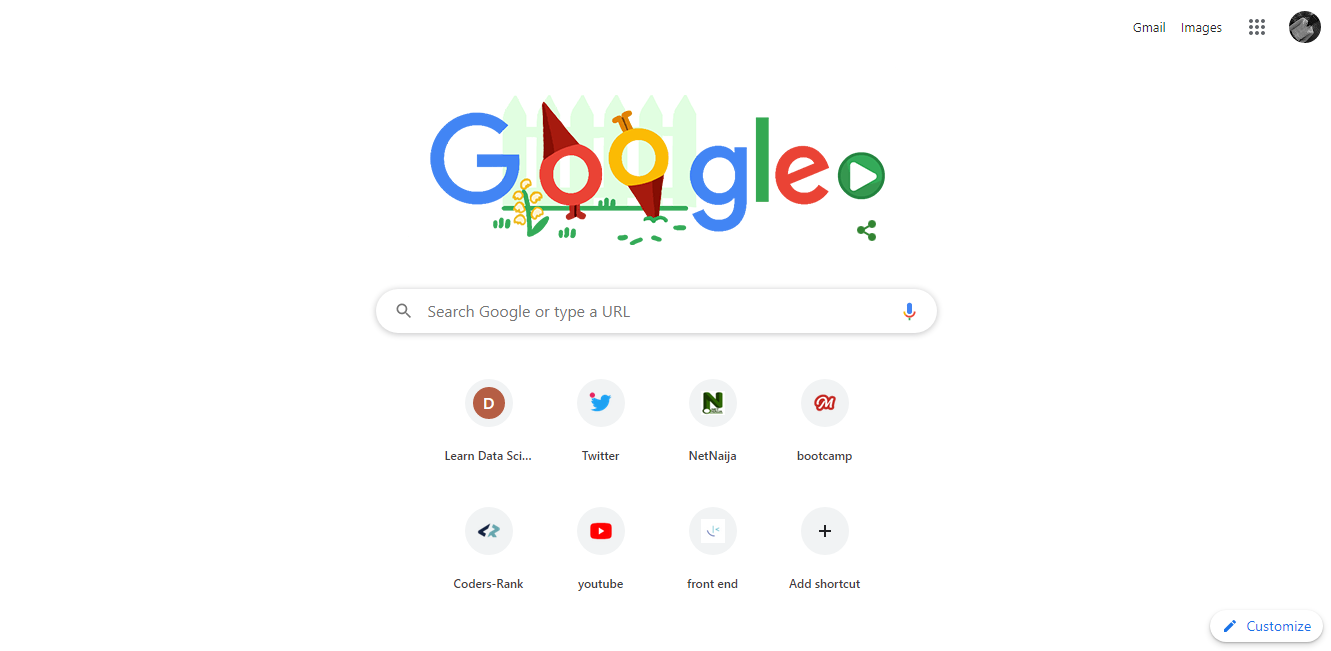 Gmail Images
Google
Search Google or type a URL
D
Learn Data Sci...
Twitter
N
NetNaija
M
bootcamp
Coders-Rank
youtube
front end
Add shortcut
Customize